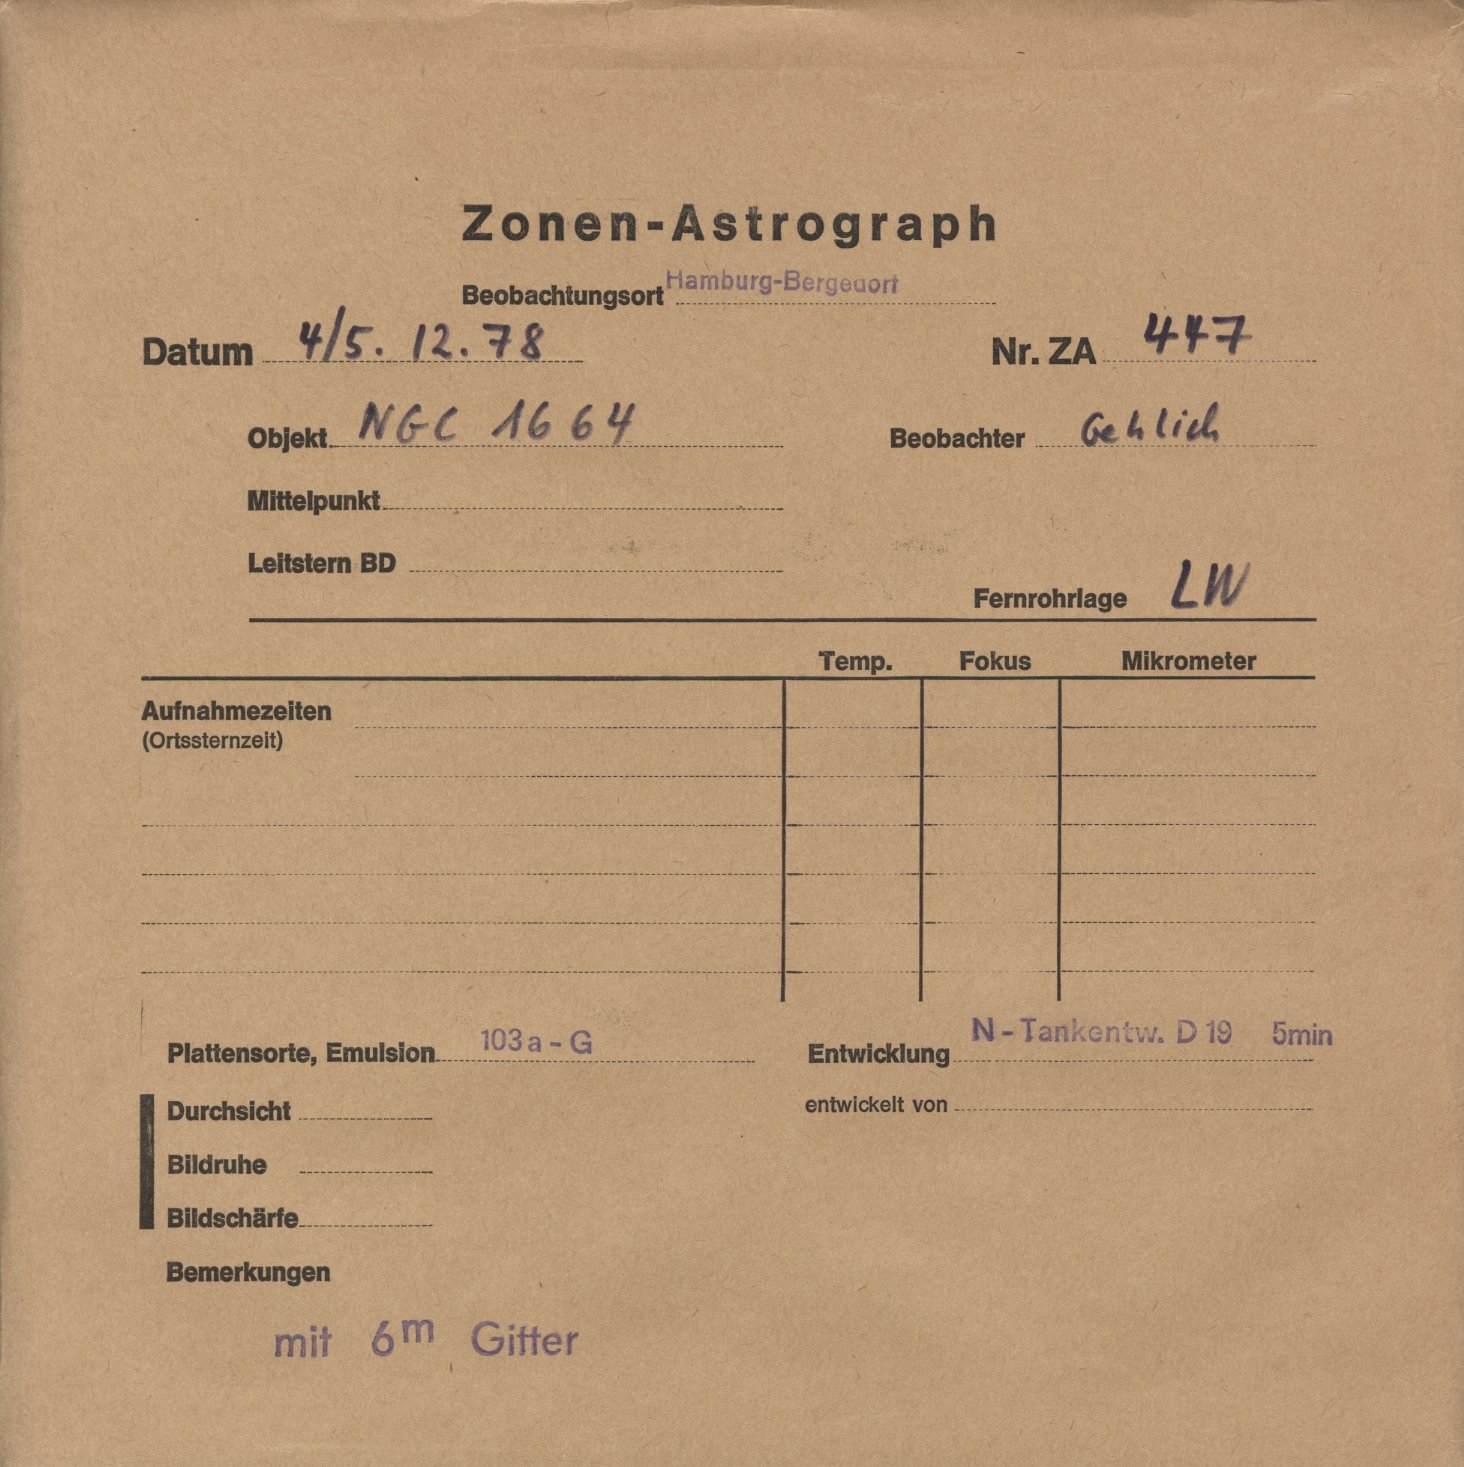 Zonen-Astrograph
Beobachtungsort Hamburg-Bergedorf
Datum 4/5. 12. 78 Nr. ZA 447
Objekt NGC 1664 Beobachter Gehlich
Mittelpunkt
Leitstern BD
Fernrohrlage LW
Temp. Fokus Mikrometer
Aufnahmezeiten
(Ortssternzeit)
Plattensorte, Emulsion 103a-G Entwicklung N-Tankentw. D 19 5min
Durchsicht entwickelt von
Bildruhe
Bildschärfe
Bemerkungen
mit 6m Gitter